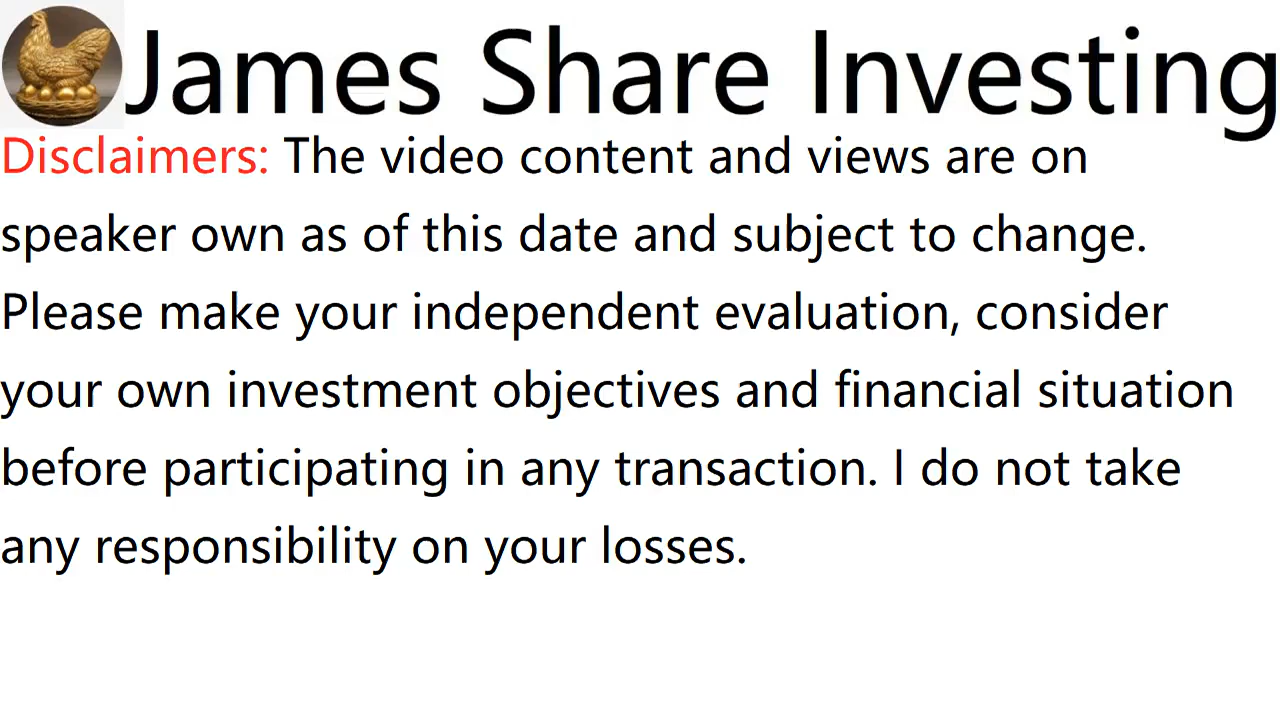 James Share Investing
Disclaimers: The video content and views are on
speaker own as of this date and subject to change.
Please make your independent evaluation, consider
your own investment objectives and financial situation
before participating in any transaction. I do not take
any responsibility on your losses.